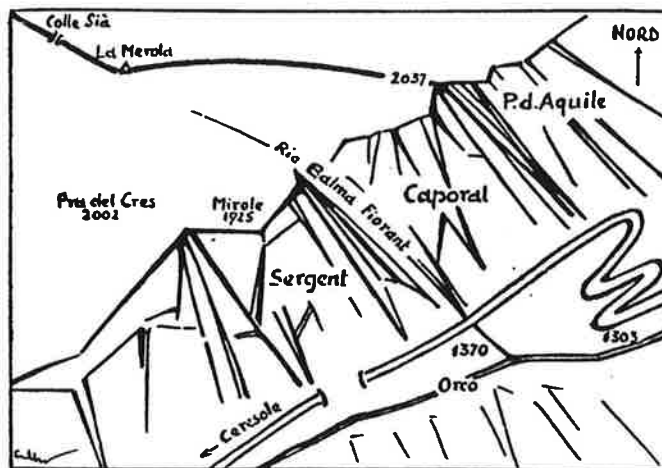 Colle Sià
La Merola
NORD
2037
P.d. Aquile
Rio Balma Fiorant
Caporal
Pra del Cres
2002
Mirole
1925
Sergent
1370
1303
Orco
← Ceresole